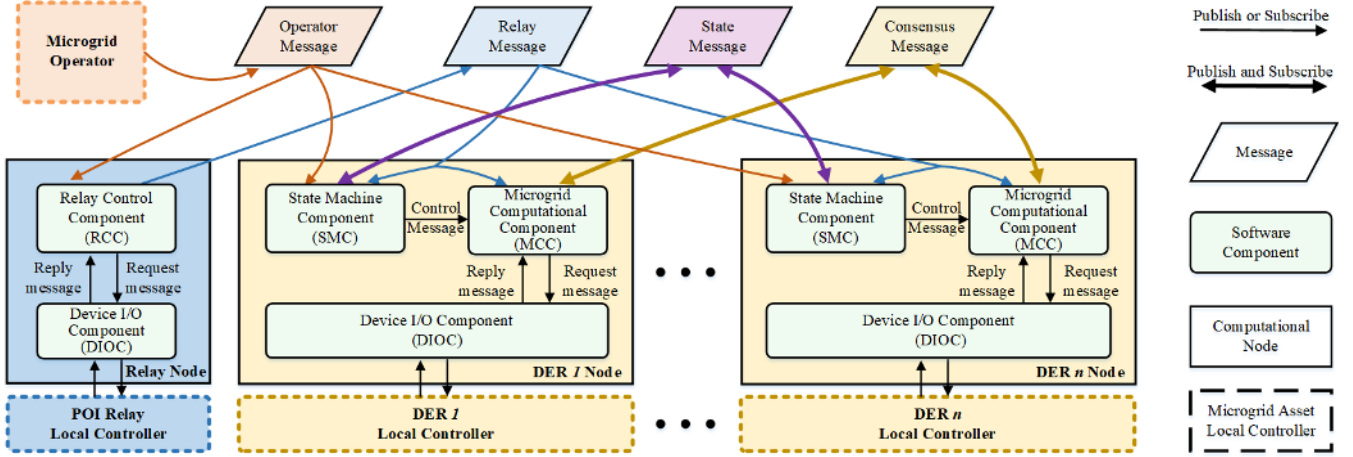 Microgrid
Operator
Operator
Message
Relay
Message
State
Message
Consensus
Message
Publish or Subscribe
Publish and Subscribe
Message
Software
Component
Computational
Node
Microgrid Asset
Local Controller
Relay Control
Component
(RCC)
Reply
message
Request
message
Device I/O
Component
(DIOC)
Relay Node
POI Relay
Local Controller
State Machine
Component
(SMC)
Control
Message
Microgrid
Computational
Component
(MCC)
Reply
message
Request
message
Device I/O Component
(DIOC)
DER 1 Node
DER 1
Local Controller
State Machine
Component
(SMC)
Control
Message
Microgrid
Computational
Component
(MCC)
Reply
message
Request
message
Device I/O Component
(DIOC)
DER n Node
DER n
Local Controller